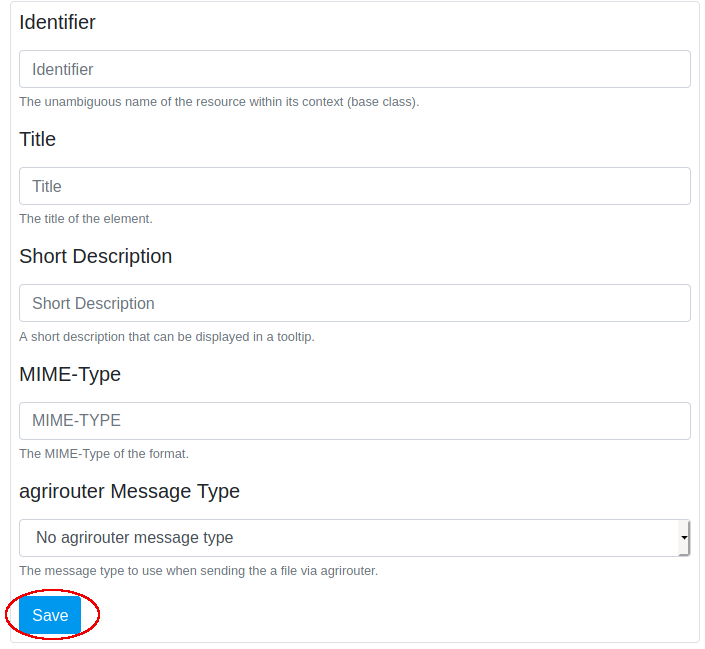 Identifier
Identifier
The unambiguous name of the resource within its context (base class).
Title
Title
The title of the element.
Short Description
Short Description
A short description that can be displayed in a tooltip.
MIME-Type
MIME-TYPE
The MIME-Type of the format.
agrirouter Message Type
No agrirouter message type
The message type to use when sending the a file via agrirouter.
Save